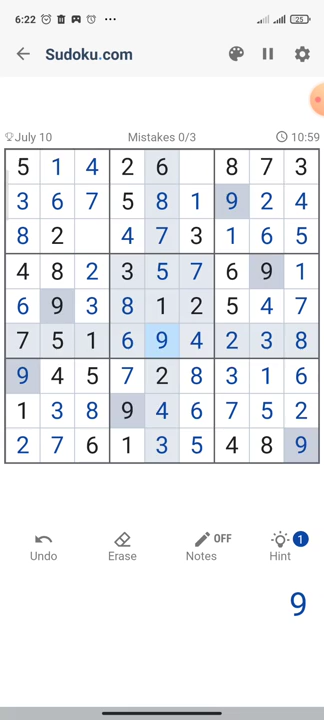 6:22 25
Sudoku.com
July 10 Mistakes 0/3 10:59
5 1 4 2 6 8 7 3
3 6 7 5 8 1 9 2 4
8 2 4 7 3 1 6 5
4 8 2 3 5 7 6 9 1
6 9 3 8 1 2 5 4 7
7 5 1 6 9 4 2 3 8
9 4 5 7 2 8 3 1 6
1 3 8 9 4 6 7 5 2
2 7 6 1 3 5 4 8 9
OFF 1
Undo Erase Notes Hint
9